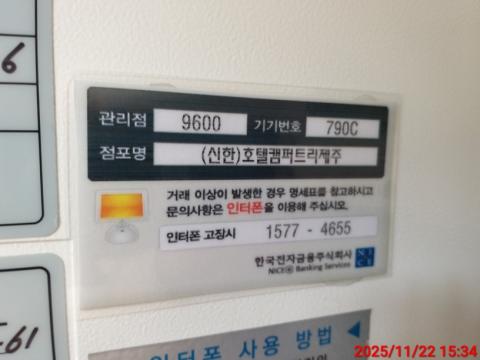 6
관리점 9600 기기번호 790C
점포명 (신한)호텔캠퍼트리제주
거래 이상이 발생한 경우 명세표를 참고하시고
문의사항은 인터폰을 이용해 주십시오.
인터폰 고장시 1577 - 4655
한국전자금융주식회사
NICE Banking Services
NICE
-61
인터폰 사용 방법
2025/11/22 15:34